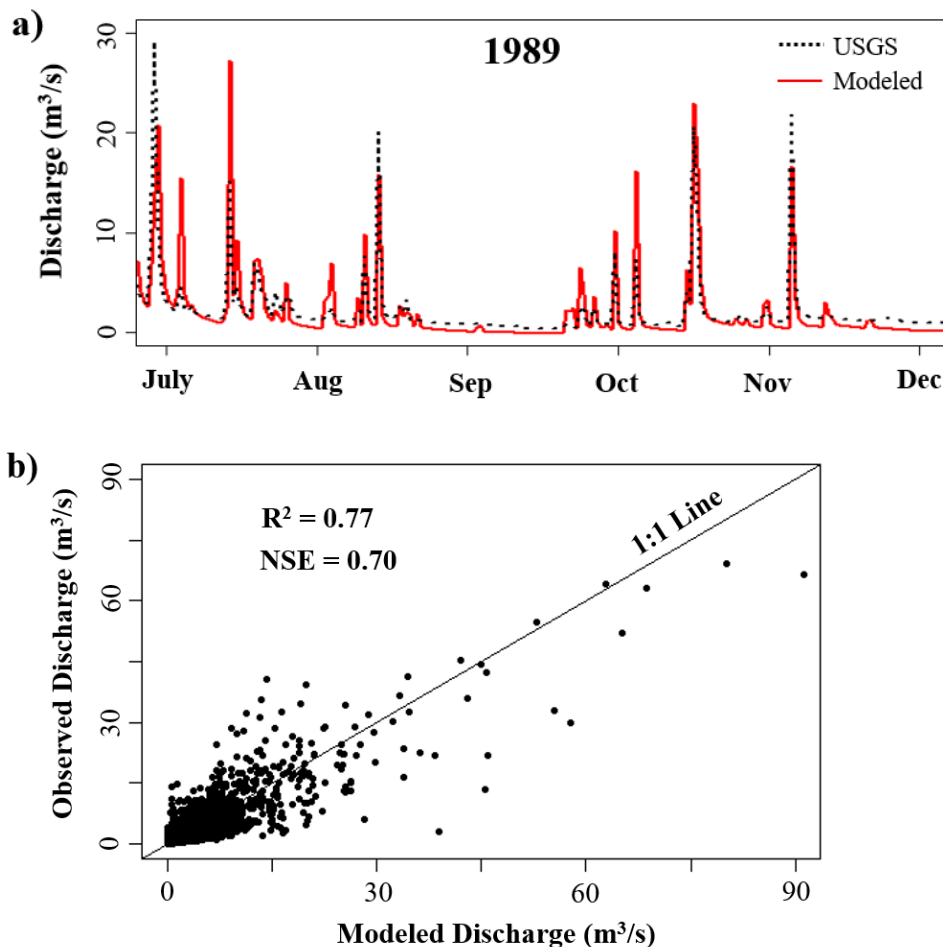 a)
1989
USGS
Modeled
Discharge (m³/s)
30
20
10
0
July Aug Sep Oct Nov Dec
b)
R² = 0.77
NSE = 0.70
1:1 Line
Observed Discharge (m³/s)
90
60
30
0
0 30 60 90
Modeled Discharge (m³/s)